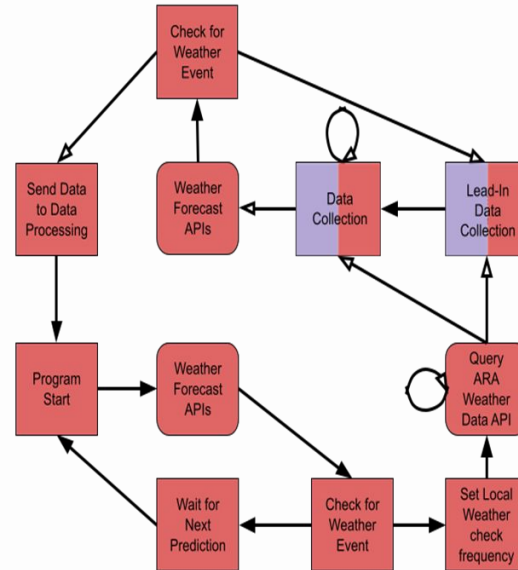 Check for
Weather
Event
Send Data
to Data
Processing
Weather
Forecast
APIs
Data
Collection
Lead-In
Data
Collection
Program
Start
Weather
Forecast
APIs
Query
ARA
Weather
Data API
Wait for
Next
Prediction
Check for
Weather
Event
Set Local
Weather
check
frequency